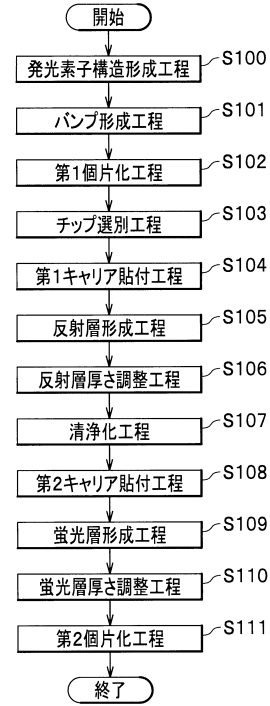 開始
発光素子構造形成工程 S100
バンプ形成工程 S101
第1個片化工程 S102
チップ選別工程 S103
第1キャリア貼付工程 S104
反射層形成工程 S105
反射層厚さ調整工程 S106
清浄化工程 S107
第2キャリア貼付工程 S108
蛍光層形成工程 S109
蛍光層厚さ調整工程 S110
第2個片化工程 S111
終了